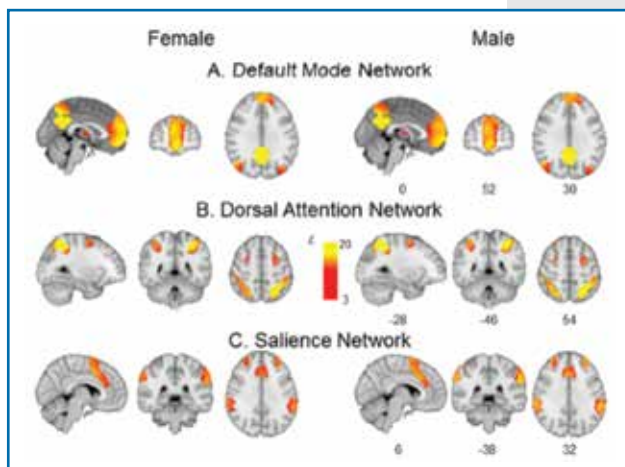 Female Male
A. Default Mode Network
0 52 30
B. Dorsal Attention Network
z
20
3
-28 -46 54
C. Salience Network
6 -38 32